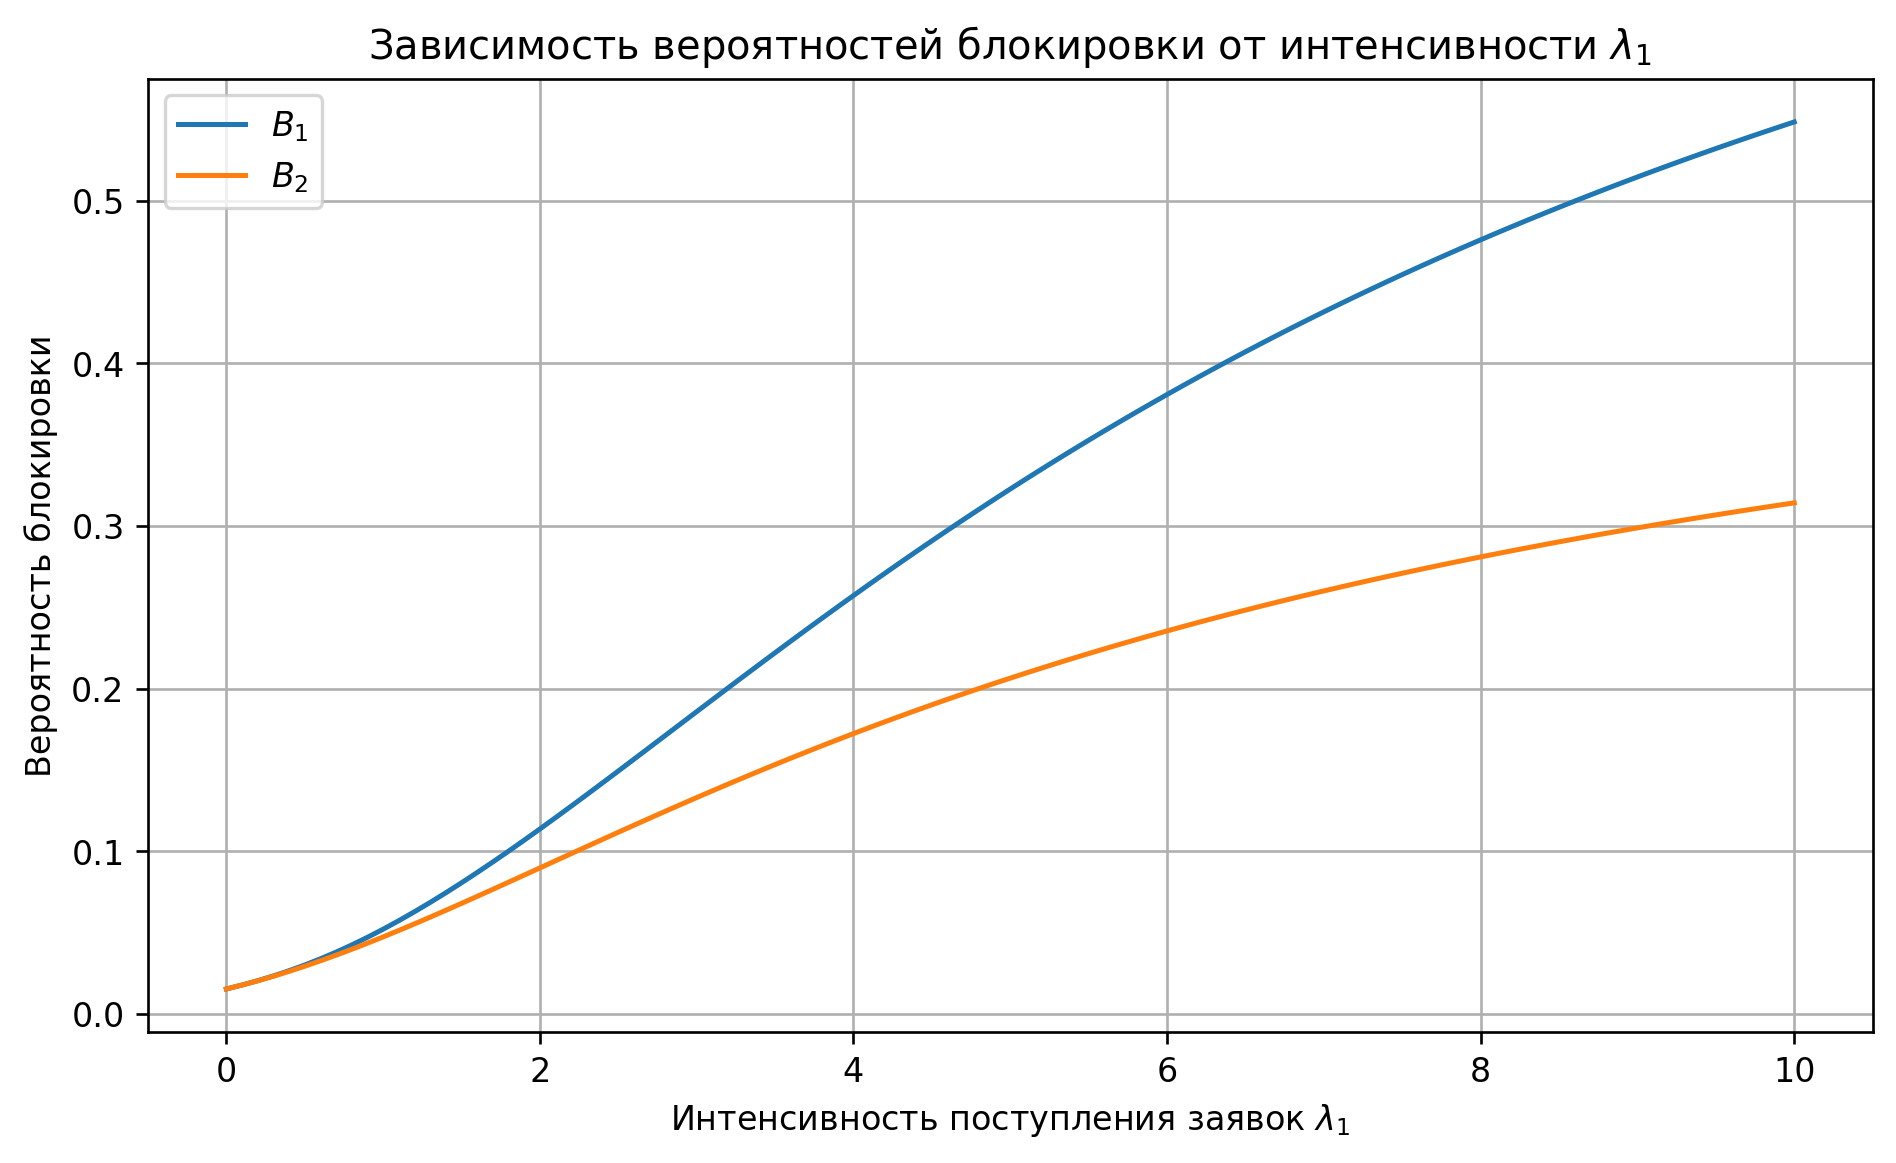 Зависимость вероятностей блокировки от интенсивности λ₁
B₁
B₂
Вероятность блокировки
0.5
0.4
0.3
0.2
0.1
0.0
0 2 4 6 8 10
Интенсивность поступления заявок λ₁